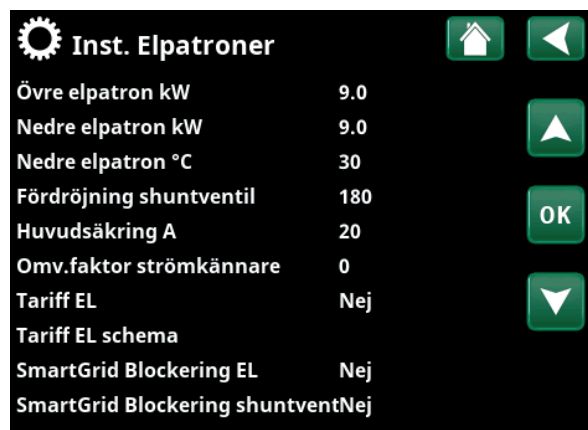 Inst. Elpatroner
Övre elpatron kW 9.0
Nedre elpatron kW 9.0
Nedre elpatron °C 30
Fördröjning shuntventil 180
Huvudsäkring A 20
Omv.faktor strömkännare 0
Tariff EL Nej
Tariff EL schema
SmartGrid Blockering EL Nej
SmartGrid Blockering shuntventNej
OK